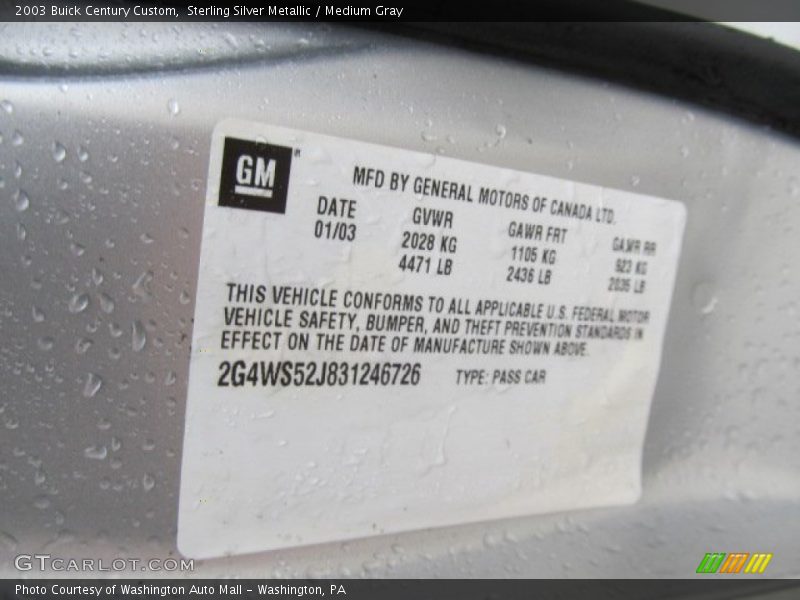 2003 Buick Century Custom, Sterling Silver Metallic / Medium Gray
GM
MFD BY GENERAL MOTORS OF CANADA LTD.
DATE GVWR GAWR FRT GAWR RR
01/03 2028 KG 1105 KG 923 KG
4471 LB 2436 LB 2035 LB
THIS VEHICLE CONFORMS TO ALL APPLICABLE U.S. FEDERAL MOTOR
VEHICLE SAFETY, BUMPER, AND THEFT PREVENTION STANDARDS IN
EFFECT ON THE DATE OF MANUFACTURE SHOWN ABOVE.
2G4WS52J831246726 TYPE: PASS CAR
GTCARLOT.COM
Photo Courtesy of Washington Auto Mall - Washington, PA